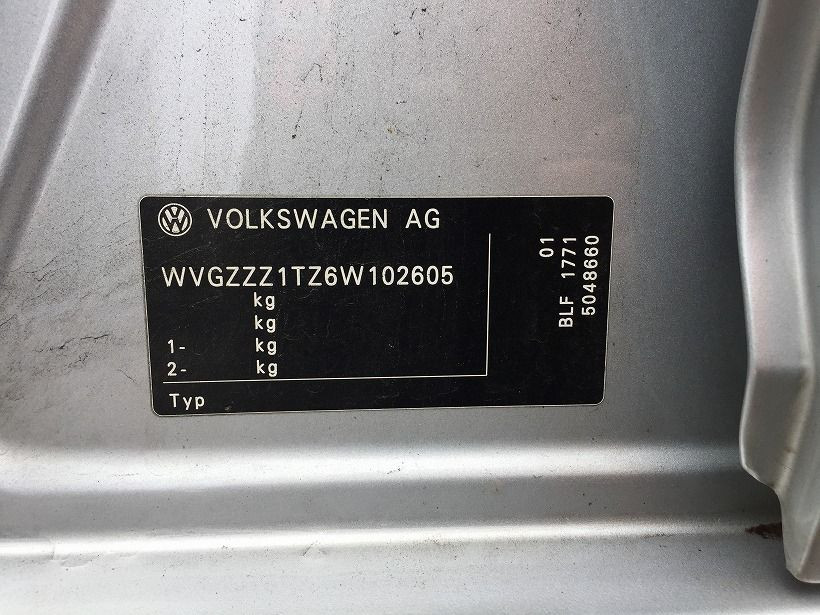 VOLKSWAGEN AG
WVGZZZ1TZ6W102605
kg
kg
1- kg
2- kg
Typ
01
BLF 1771
5048660